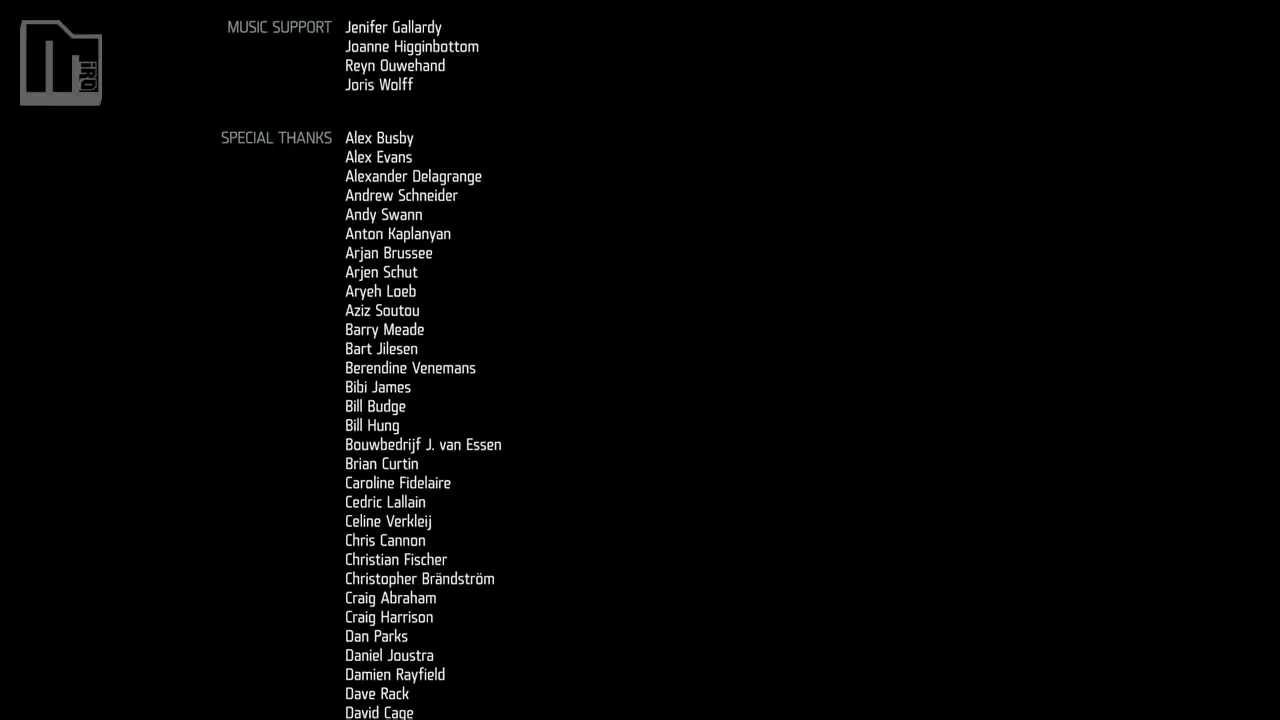 MUSIC SUPPORT Jenifer Gallardy
Joanne Higginbottom
Reyn Ouwehand
Joris Wolff
SPECIAL THANKS Alex Busby
Alex Evans
Alexander Delagrange
Andrew Schneider
Andy Swann
Anton Kaplanyan
Arjan Brussee
Arjen Schut
Aryeh Loeb
Aziz Soutou
Barry Meade
Bart Jilesen
Berendine Venemans
Bibi James
Bill Budge
Bill Hung
Bouwbedrijf J. van Essen
Brian Curtin
Caroline Fidelaire
Cedric Lallain
Celine Verkleij
Chris Cannon
Christian Fischer
Christopher Brändström
Craig Abraham
Craig Harrison
Dan Parks
Daniel Joustra
Damien Rayfield
Dave Rack
David Cage